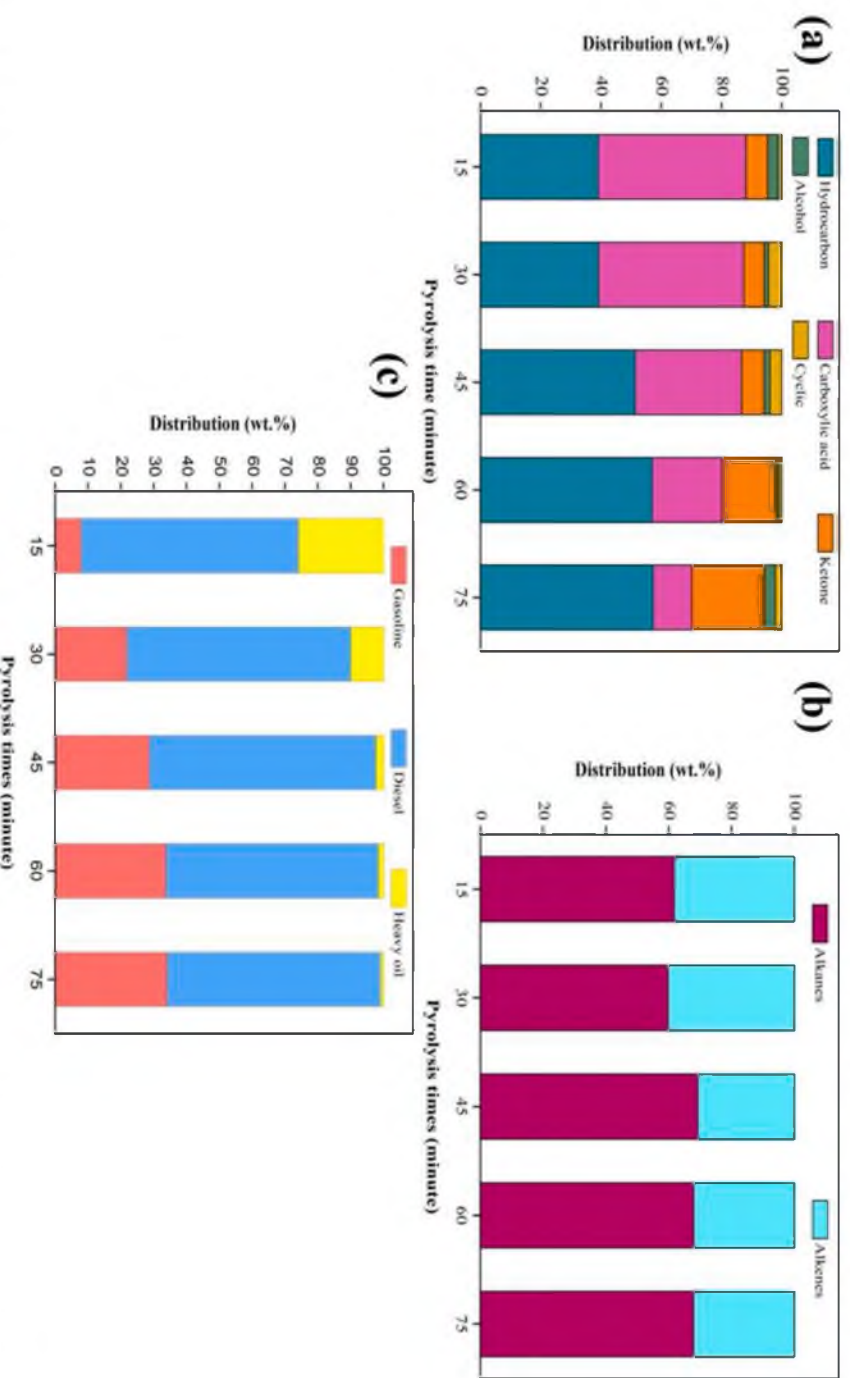 (a)
Hydrocarbon Carboxylic acid Ketone
Alcohol Cyclic
Distribution (wt.%)
100
80
60
40
20
0
15 30 45 60 75
Pyrolysis time (minute)
(b)
Alkanes Alkenes
Distribution (wt.%)
100
80
60
40
20
0
15 30 45 60 75
Pyrolysis times (minute)
(c)
Gasoline Diesel Heavy oil
Distribution (wt.%)
100
90
80
70
60
50
40
30
20
10
0
15 30 45 60 75
Pyrolysis times (minute)